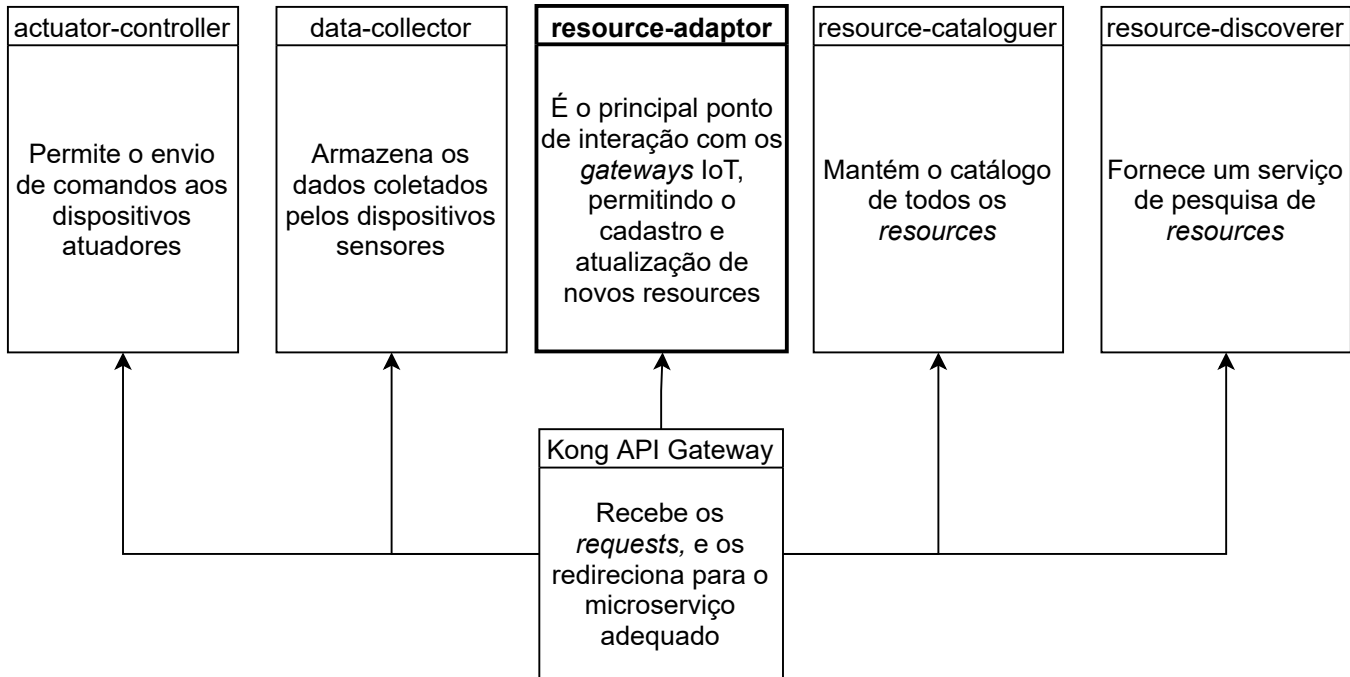 actuator-controller
Permite o envio
de comandos aos
dispositivos
atuadores
data-collector
Armazena os
dados coletados
pelos dispositivos
sensores
resource-adaptor
É o principal ponto
de interação com os
gateways IoT,
permitindo o
cadastro e
atualização de
novos resources
resource-cataloguer
Mantém o catálogo
de todos os
resources
resource-discoverer
Fornece um serviço
de pesquisa de
resources
Kong API Gateway
Recebe os
requests, e os
redireciona para o
microserviço
adequado